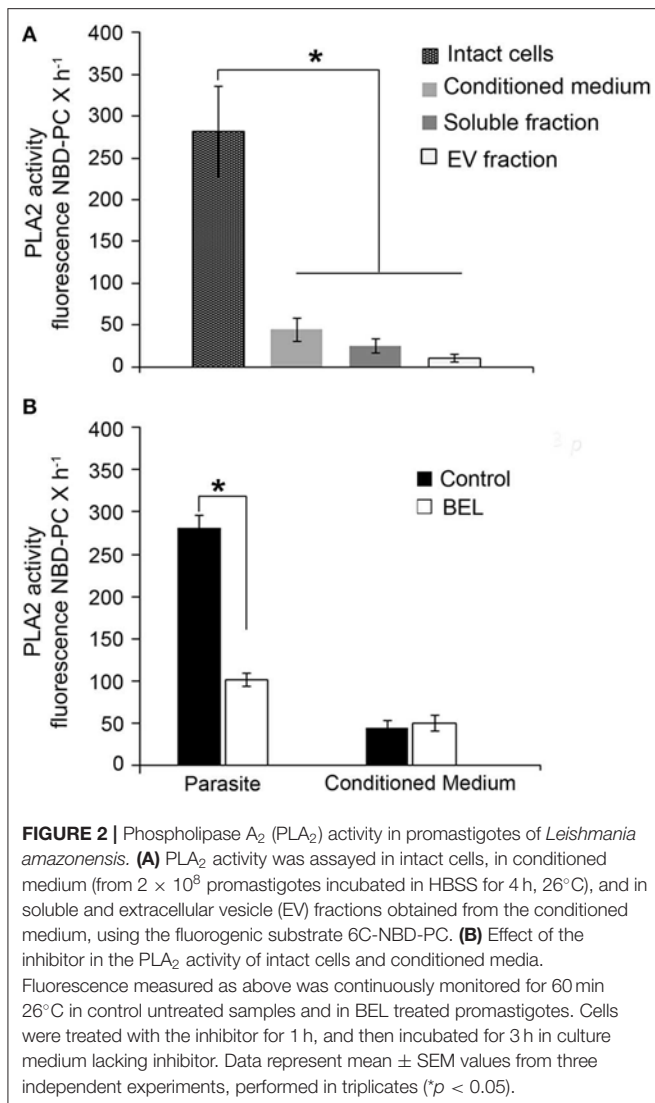 A
PLA2 activity
fluorescence NBD-PC X h⁻¹
400
350
300
250
200
150
100
50
0
*
Intact cells
Conditioned medium
Soluble fraction
EV fraction
B
PLA2 activity
fluorescence NBD-PC X h⁻¹
400
350
300
250
200
150
100
50
0
*
Control
BEL
3 p
Parasite
Conditioned Medium
FIGURE 2 | Phospholipase A₂ (PLA₂) activity in promastigotes of Leishmania
amazonensis. (A) PLA₂ activity was assayed in intact cells, in conditioned
medium (from 2 × 10⁸ promastigotes incubated in HBSS for 4 h, 26°C), and in
soluble and extracellular vesicle (EV) fractions obtained from the conditioned
medium, using the fluorogenic substrate 6C-NBD-PC. (B) Effect of the
inhibitor in the PLA₂ activity of intact cells and conditioned media.
Fluorescence measured as above was continuously monitored for 60 min
26°C in control untreated samples and in BEL treated promastigotes. Cells
were treated with the inhibitor for 1 h, and then incubated for 3 h in culture
medium lacking inhibitor. Data represent mean ± SEM values from three
independent experiments, performed in triplicates (*p < 0.05).